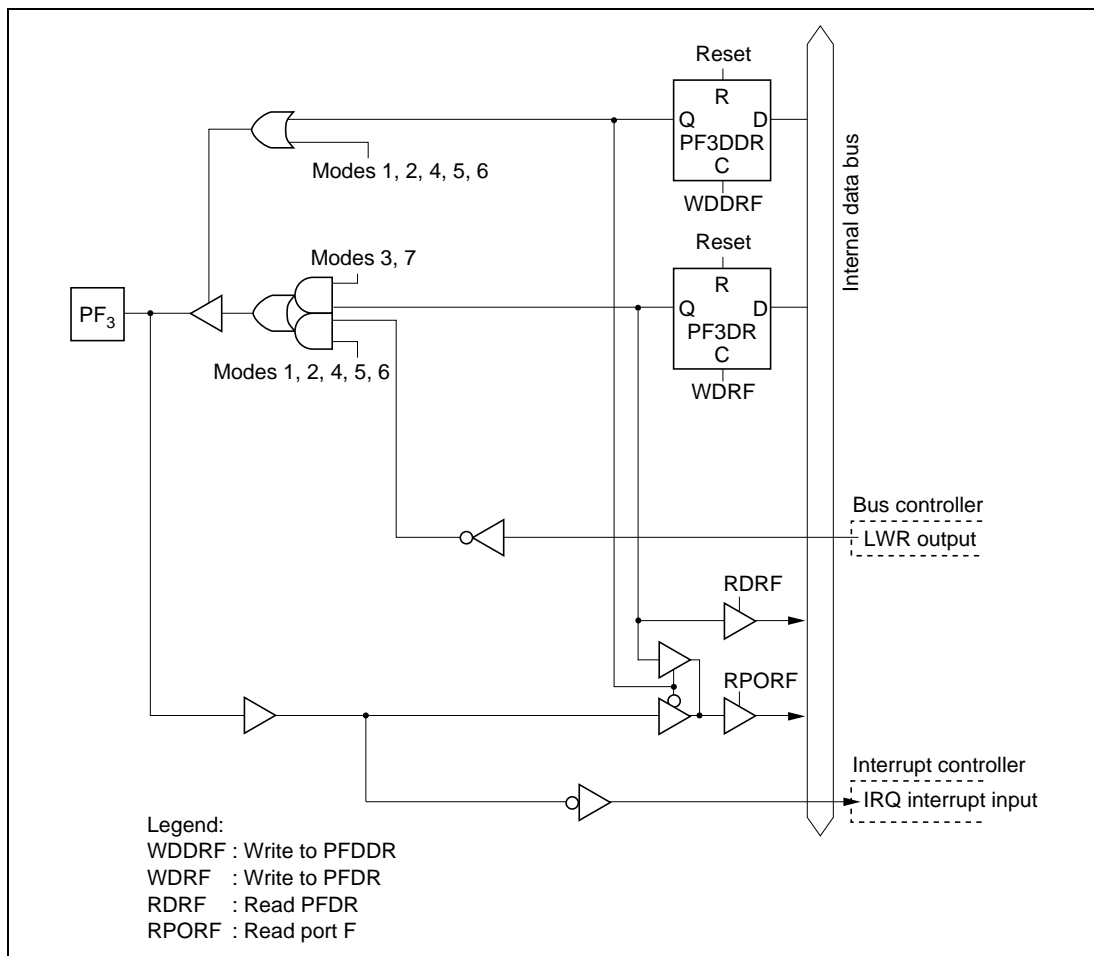 Reset
R
Q D
PF3DDR
C
WDDRF
Modes 1, 2, 4, 5, 6
Internal data bus
Reset
Modes 3, 7
R
Q D
PF3DR
C
WDRF
PF3
Modes 1, 2, 4, 5, 6
Bus controller
LWR output
RDRF
RPORF
Interrupt controller
IRQ interrupt input
Legend:
WDDRF : Write to PFDDR
WDRF : Write to PFDR
RDRF : Read PFDR
RPORF : Read port F